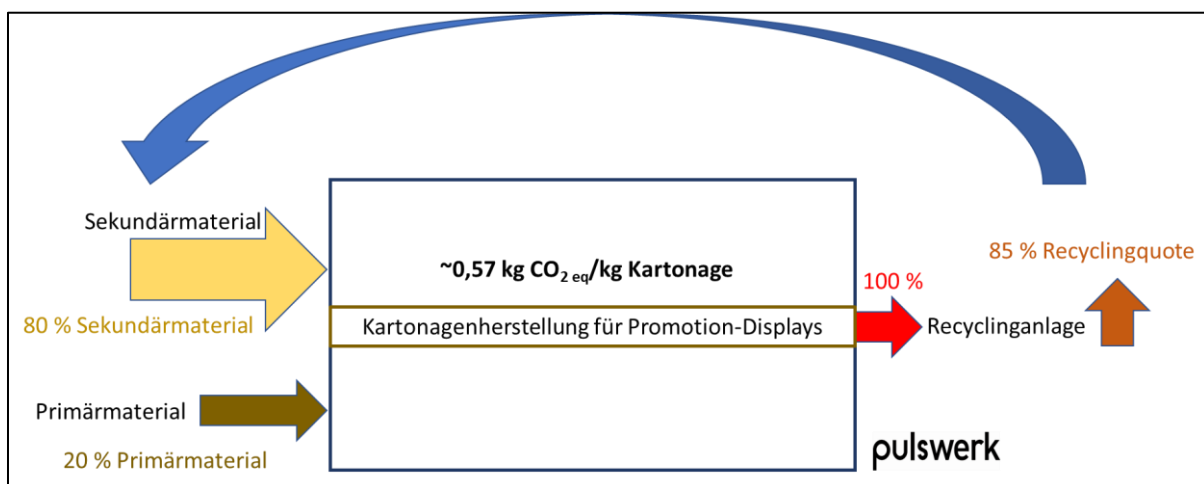 Sekundärmaterial
80 % Sekundärmaterial
~0,57 kg CO2 eq/kg Kartonage
Kartonagenherstellung für Promotion-Displays
100 %
Recyclinganlage
85 % Recyclingquote
Primärmaterial
20 % Primärmaterial
pulswerk